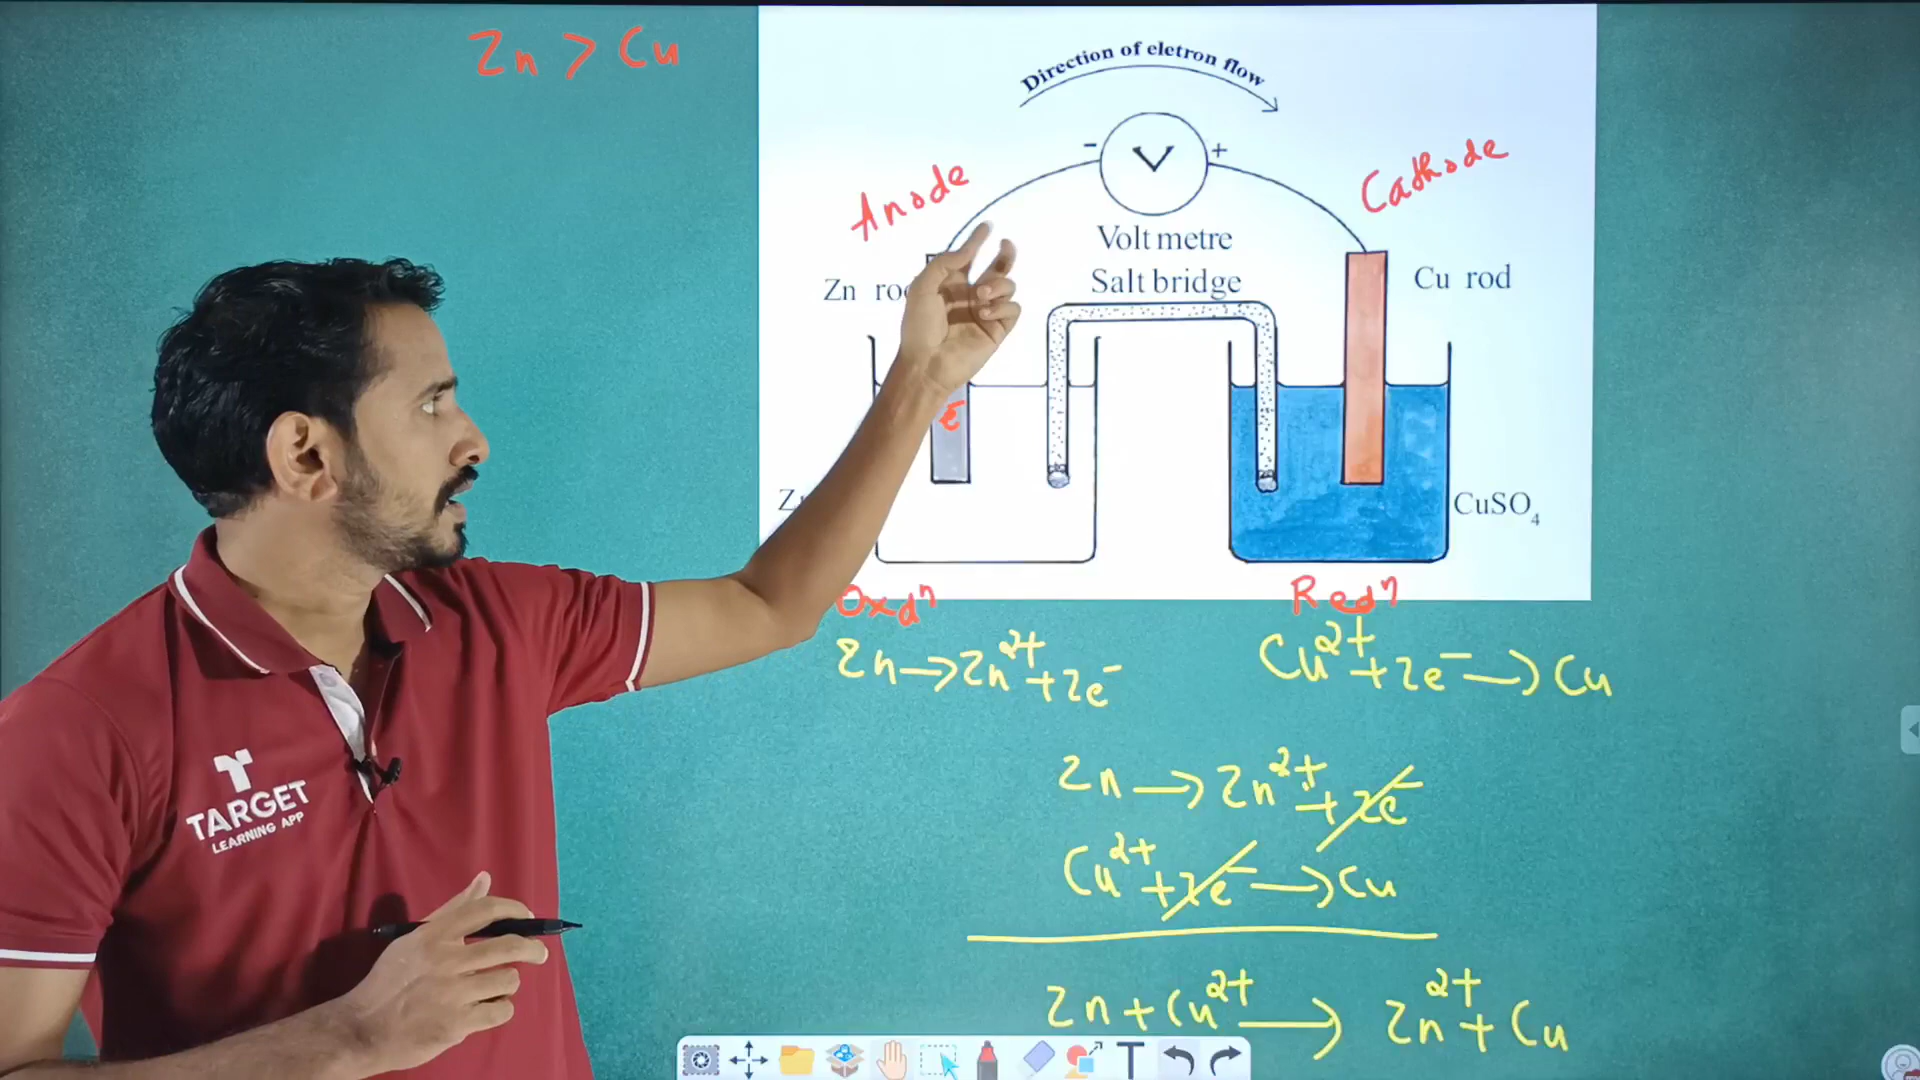 Zn > Cu
Direction of eletron flow
- V +
Anode
Cathode
Volt metre
Salt bridge
Zn
Cu rod
e-
CuSO4
Oxdⁿ
Redⁿ
Zn → Zn²⁺ + 2e⁻
Cu²⁺ + 2e⁻ → Cu
Zn → Zn²⁺ + 2e⁻
Cu²⁺ + 2e⁻ → Cu
Zn + Cu²⁺ → Zn²⁺ + Cu
TARGET
LEARNING APP
T